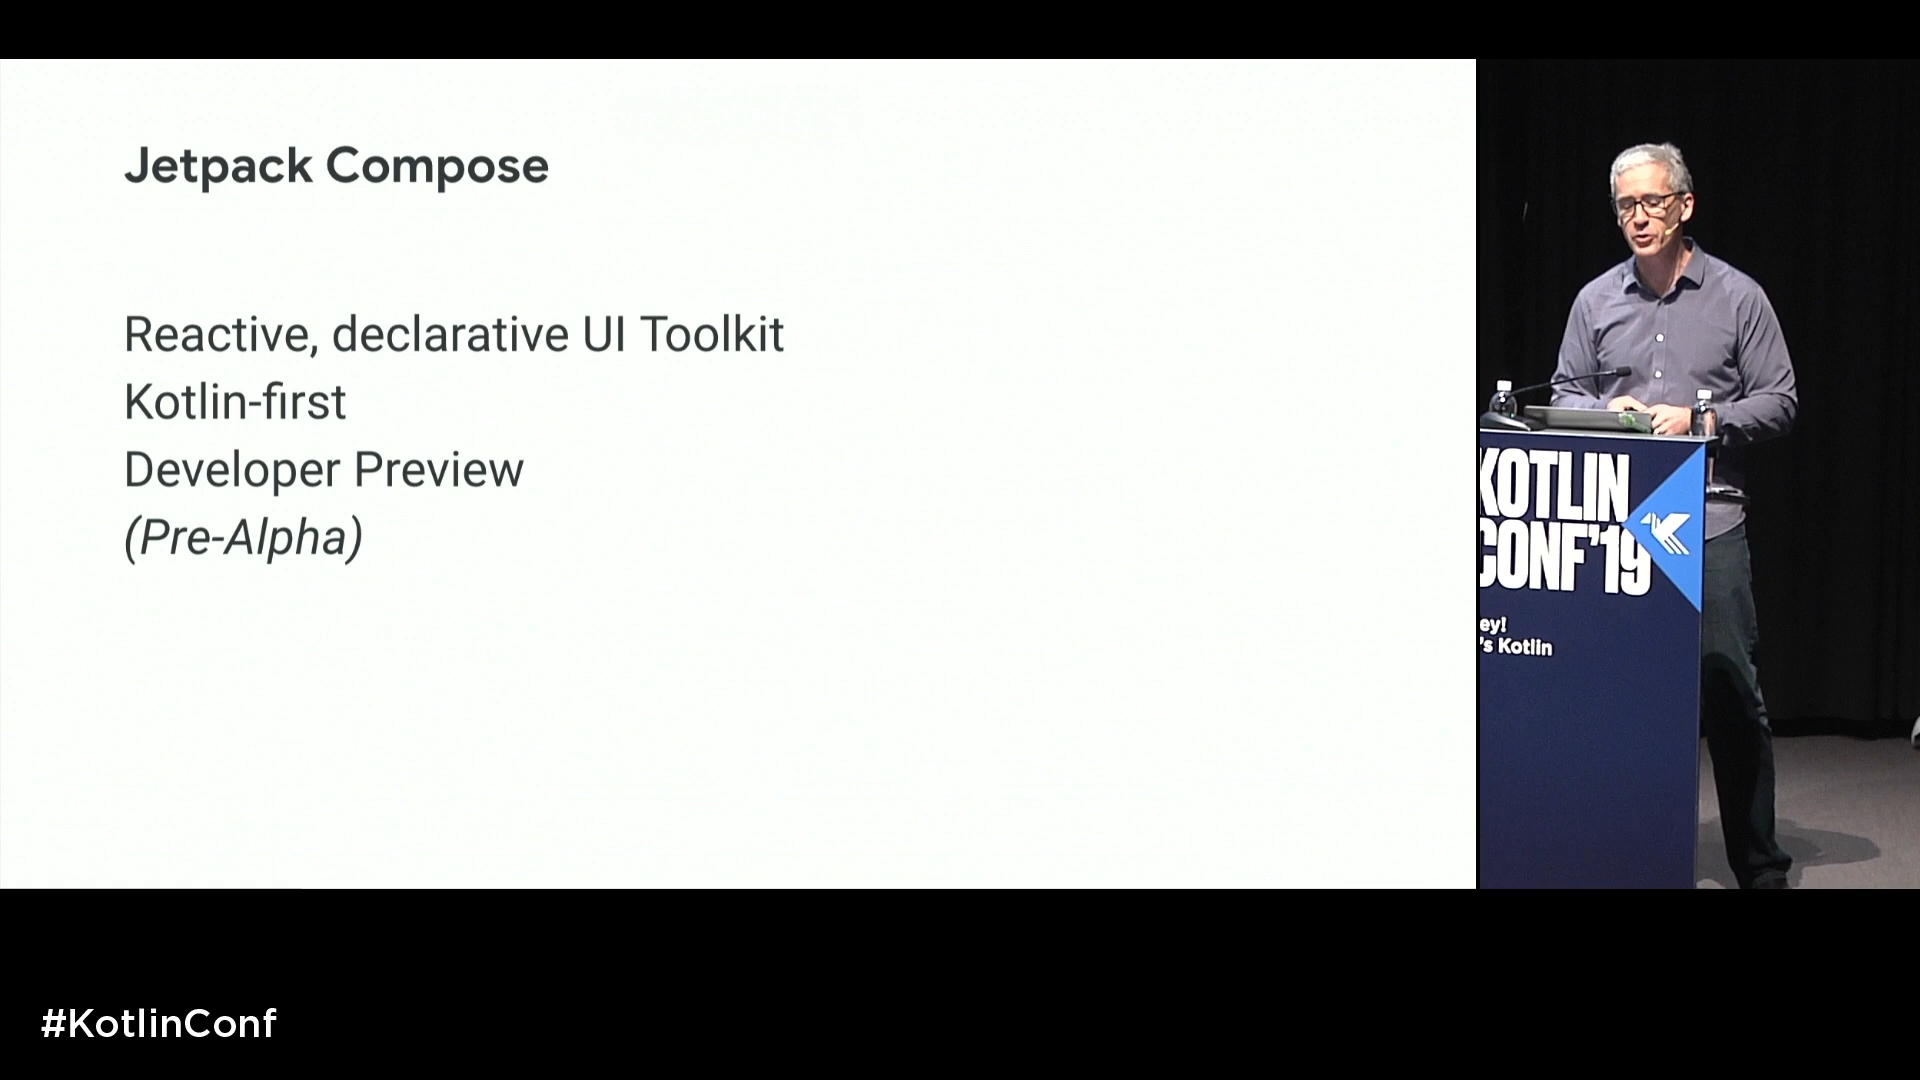 Jetpack Compose
Reactive, declarative UI Toolkit
Kotlin-first
Developer Preview
(Pre-Alpha)
KOTLIN
CONF'19
ey!
's Kotlin
#KotlinConf